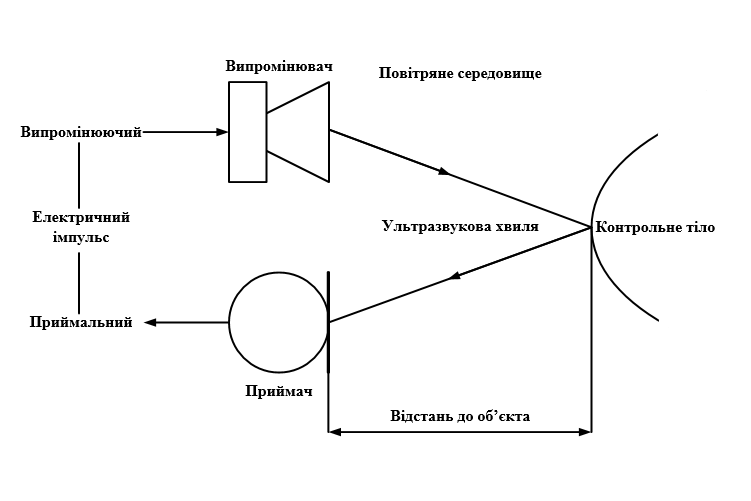 Випромінювач
Повітряне середовище
Випромінюючий
Електричний
імпульс
Ультразвукова хвиля
Контрольне тіло
Приймальний
Приймач
Відстань до об’єкта